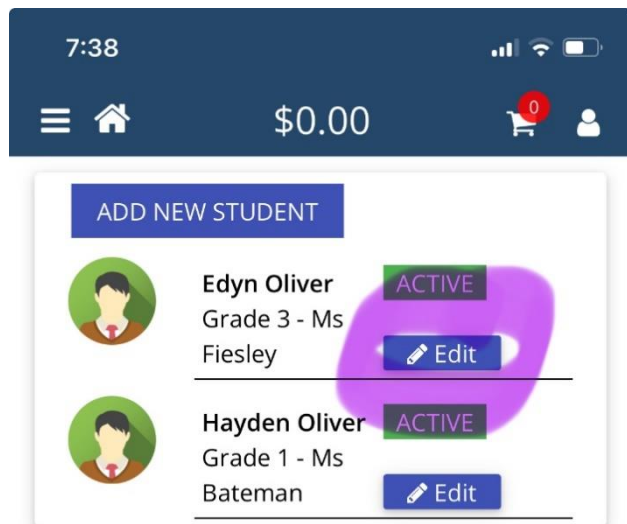 7:38
$0.00
0
ADD NEW STUDENT
Edyn Oliver ACTIVE
Grade 3 - Ms
Fiesley Edit
Hayden Oliver ACTIVE
Grade 1 - Ms
Bateman Edit